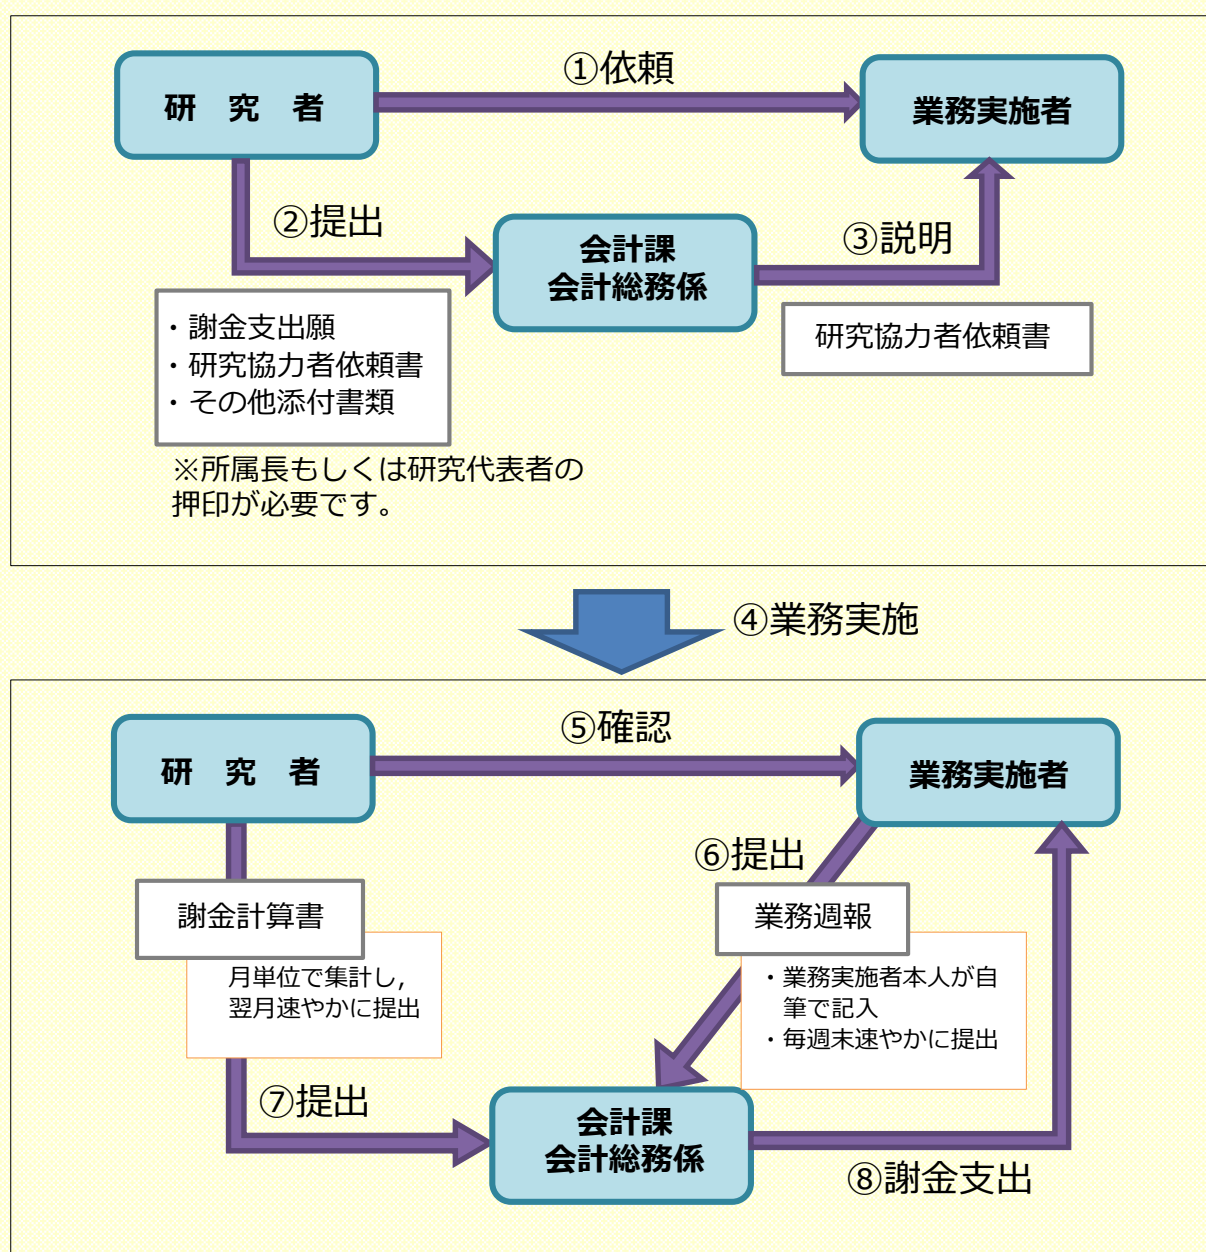 ①依頼
研　究　者
業務実施者
②提出
会計課
会計総務係
③説明
・謝金支出願
・研究協力者依頼書
・その他添付書類
研究協力者依頼書
※所属長もしくは研究代表者の
押印が必要です。
④業務実施
⑤確認
研　究　者
業務実施者
⑥提出
謝金計算書
月単位で集計し，
翌月速やかに提出
業務週報
・業務実施者本人が自
筆で記入
・毎週末速やかに提出
⑦提出
会計課
会計総務係
⑧謝金支出